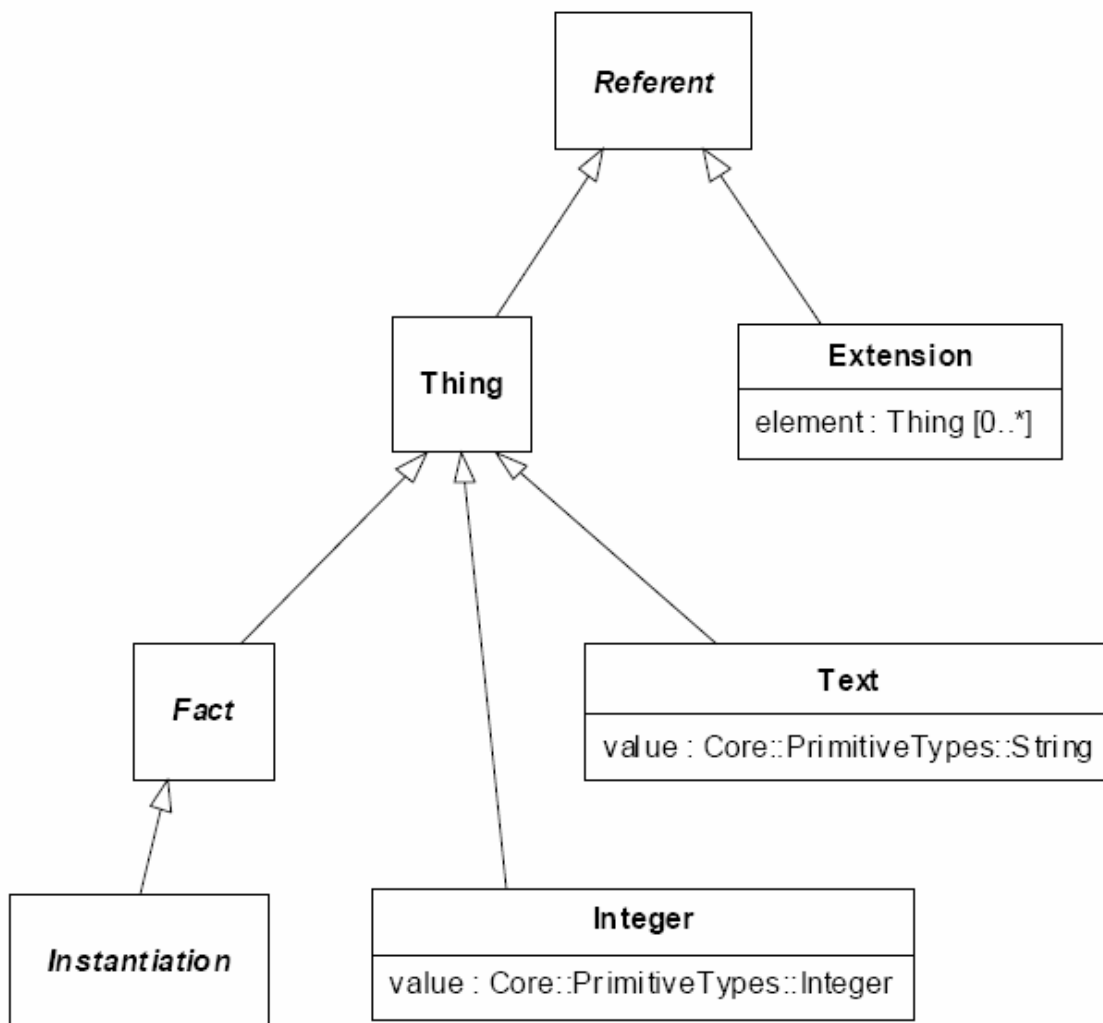 Referent
Thing
Extension
element : Thing [0..*]
Fact
Text
value : Core::PrimitiveTypes::String
Instantiation
Integer
value : Core::PrimitiveTypes::Integer